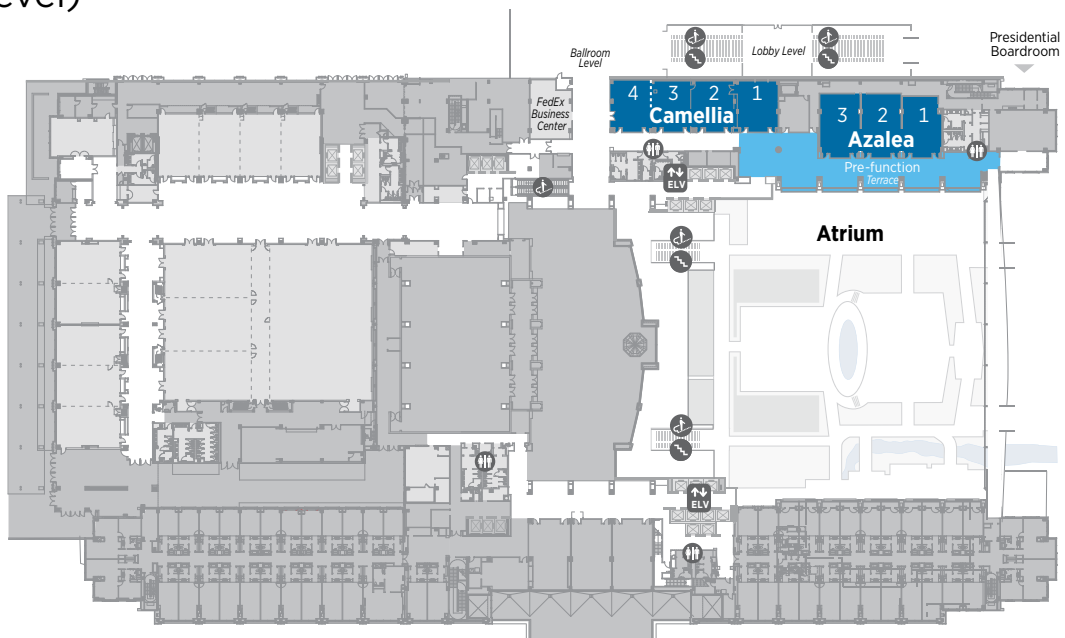 evel)
Ballroom
Level
Lobby Level
Presidential
Boardroom
FedEx
Business
Center
4 3 2 1
Camellia
3 2 1
Azalea
Pre-function
Terrace
ELV
Atrium
ELV